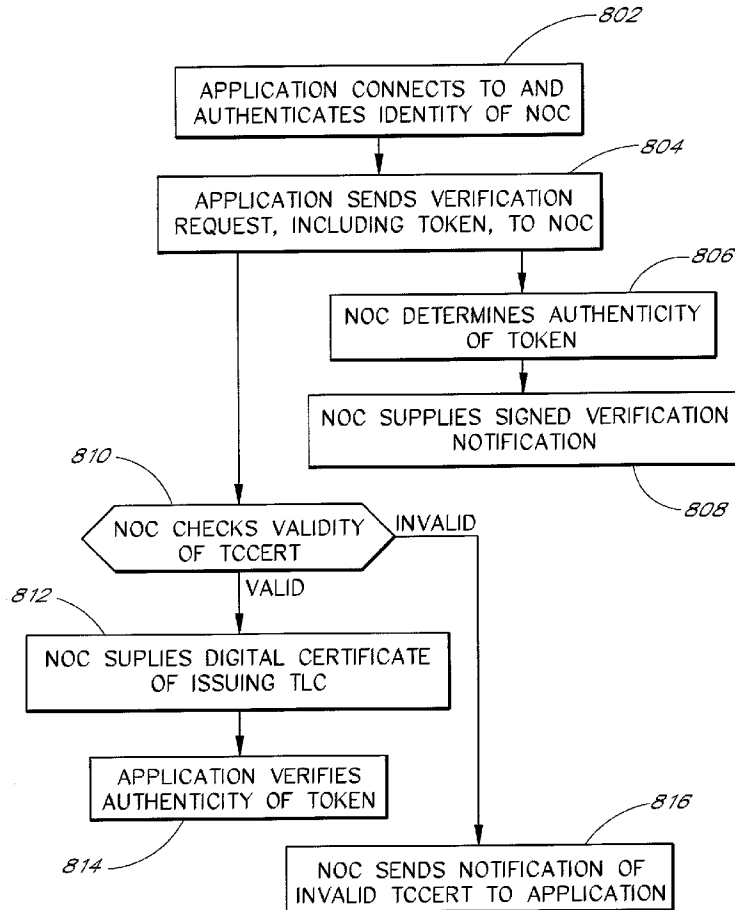 802
APPLICATION CONNECTS TO AND
AUTHENTICATES IDENTITY OF NOC
804
APPLICATION SENDS VERIFICATION
REQUEST, INCLUDING TOKEN, TO NOC
806
NOC DETERMINES AUTHENTICITY
OF TOKEN
NOC SUPPLIES SIGNED VERIFICATION
NOTIFICATION
808
810
NOC CHECKS VALIDITY
OF TCCERT
INVALID
VALID
812
NOC SUPLIES DIGITAL CERTIFICATE
OF ISSUING TLC
APPLICATION VERIFIES
AUTHENTICITY OF TOKEN
814
816
NOC SENDS NOTIFICATION OF
INVALID TCCERT TO APPLICATION